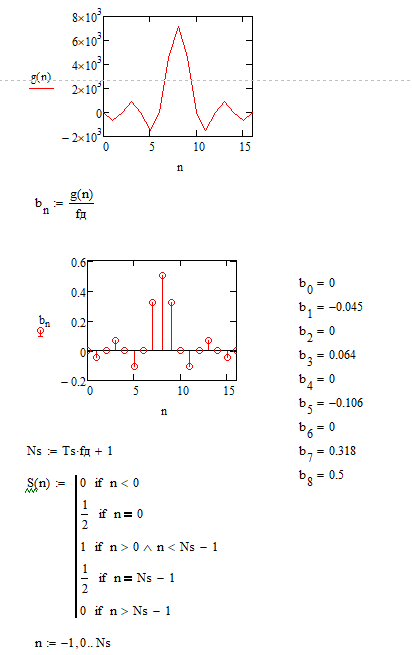 8×10³
6×10³
4×10³
g(n)
2×10³
0
−2×10³
0 5 10 15
n
b_n := g(n)/fд
0.6
0.4
b_n
0.2
0
−0.2
0 5 10 15
n
b_0 = 0
b_1 = −0.045
b_2 = 0
b_3 = 0.064
b_4 = 0
b_5 = −0.106
b_6 = 0
b_7 = 0.318
b_8 = 0.5
Ns := Ts·fд + 1
S(n) := 0 if n < 0
1/2 if n = 0
1 if n > 0 ∧ n < Ns − 1
1/2 if n = Ns − 1
0 if n > Ns − 1
n := −1, 0 .. Ns